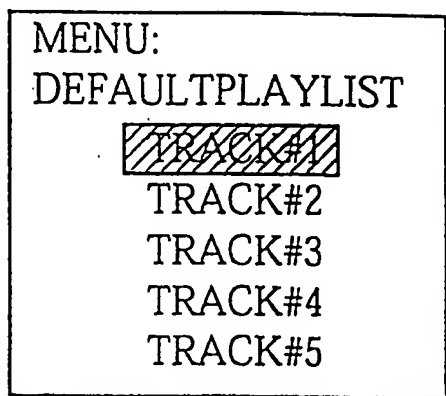 MENU:
DEFAULTPLAYLIST
TRACK#1
TRACK#2
TRACK#3
TRACK#4
TRACK#5